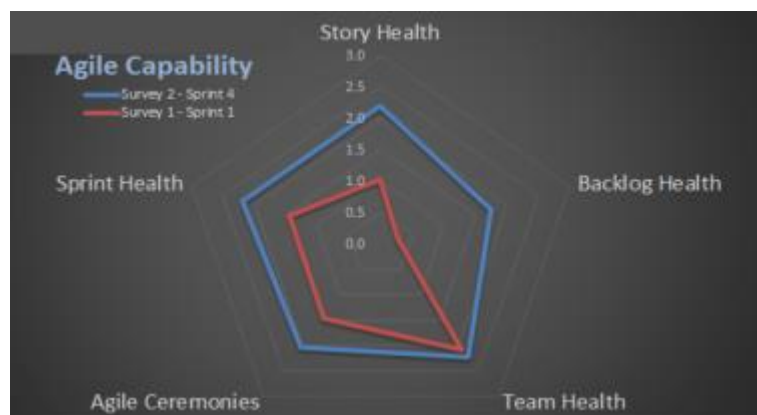 Story Health
Agile Capability
Survey 2 - Sprint 4
Survey 1 - Sprint 1
3.0
2.5
2.0
1.5
1.0
0.5
0.0
Sprint Health
Backlog Health
Agile Ceremonies
Team Health